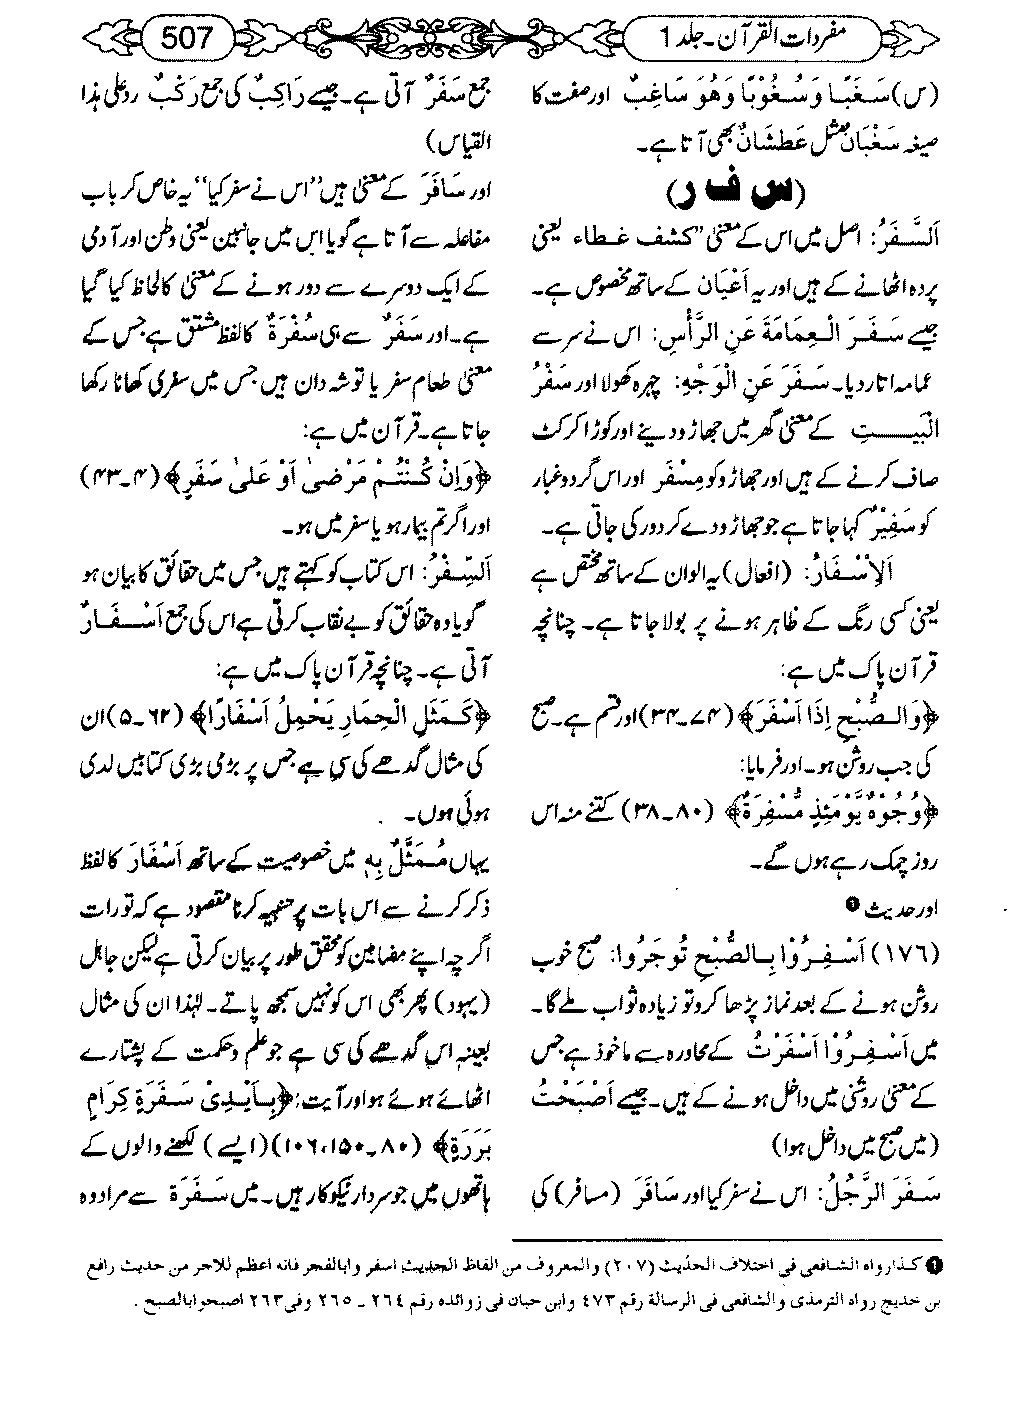 مفردات القرآن ۔ جلد 1
507
(س) سَغَبًا وَسُغُوْبًا وَهُوَ سَاغِبٌ اور صفت کا
صیغہ سَغْبَان مثل عَطْشَانٌ بھی آتا ہے۔
(س ف ر)
اَلسَّفَرُ: اصل میں اس کے معنی ”کشف غطاء یعنی
پردہ اٹھانے کے ہیں اور یہ اَعْیَان کے ساتھ مخصوص ہے۔
جیسے سَفَرَ الْعِمَامَةَ عَنِ الرَّأْسِ: اس نے سر سے
عمامہ اتار دیا۔ سَفَرَ عَنِ الْوَجْهِ: چہرہ کھولا اور سَفْرُ
الْبَیْتِ کے معنی گھر میں جھاڑو دینے اور کوڑا کرکٹ
صاف کرنے کے ہیں اور جھاڑو کو مِسْفَر اور اس گرد و غبار
کو سَفِیْرٌ کہا جاتا ہے جو جھاڑو دے کر دور کی جاتی ہے۔
اَلْاِسْفَارُ: (افعال) یہ الوان کے ساتھ مختص ہے
یعنی کسی رنگ کے ظاہر ہونے پر بولا جاتا ہے۔ چنانچہ
قرآن پاک میں ہے:
﴿وَالصُّبْحِ اِذَا اَسْفَرَ﴾ (۷۴۔۳۴) اور قسم ہے۔ صبح
کی جب روشن ہو۔ اور فرمایا:
﴿وُجُوْهٌ یَّوْمَئِذٍ مُّسْفِرَةٌ﴾ (۸۰۔۳۸) کتنے منہ اس
روز چمک رہے ہوں گے۔
اور حدیث ❶
(۱۷۶) اَسْفِرُوْا بِالصُّبْحِ تُوجَرُوا: صبح خوب
روشن ہونے کے بعد نماز پڑھا کرو تو زیادہ ثواب ملے گا۔
میں اَسْفِرُوْا اَسْفَرْتُ کے محاورہ سے ماخوذ ہے جس
کے معنی روشنی میں داخل ہونے کے ہیں۔ جیسے اَصْبَحْتُ
(میں صبح میں داخل ہوا)
سَفَرَ الرَّجُلُ: اس نے سفر کیا اور سَافَرَ (مسافر) کی
جمع سَفَرٌ آتی ہے۔ جیسے رَاكِبٌ کی جمع رَكْبٌ رد علی ہذا
القیاس)
اور سَافَرَ کے معنی ہیں ”اس نے سفر کیا“ یہ خاص کر باب
مفاعلہ سے آتا ہے گویا اس میں جانبین یعنی وطن اور آدمی
کے ایک دوسرے سے دور ہونے کے معنی کا لحاظ کیا گیا
ہے۔ اور سَفَرٌ سے ہی سُفْرَةٌ کا لفظ مشتق ہے جس کے
معنی طعام سفر یا توشہ دان ہیں جس میں سفری کھانا رکھا
جاتا ہے۔ قرآن میں ہے:
﴿وَاِنْ كُنْتُمْ مَرْضٰی اَوْ عَلٰی سَفَرٍ﴾ (۴۔۴۳)
اور اگر تم بیمار ہو یا سفر میں ہو۔
اَلسِّفْرُ: اس کتاب کو کہتے ہیں جس میں حقائق کا بیان ہو
گویا وہ حقائق کو بے نقاب کرتی ہے اس کی جمع اَسْفَارٌ
آتی ہے۔ چنانچہ قرآن پاک میں ہے:
﴿كَمَثَلِ الْحِمَارِ یَحْمِلُ اَسْفَارًا﴾ (۶۲۔۵) ان
کی مثال گدھے کی سی ہے جس پر بڑی بڑی کتابیں لدی
ہوئی ہوں۔
یہاں مُمَثَّلٌ بِهٖ میں خصوصیت کے ساتھ اَسْفَارَ کا لفظ
ذکر کرنے سے اس بات پر تنبیہ کرنا مقصود ہے کہ تورات
اگرچہ اپنے مضامین کو محقق طور پر بیان کرتی ہے لیکن جاہل
(یہود) پھر بھی اس کو نہیں سمجھ پاتے۔ لہٰذا ان کی مثال
بعینہ اس گدھے کی سی ہے جو علم و حکمت کے پشتارے
اٹھائے ہوئے ہو اور آیت: ﴿بِاَیْدِیْ سَفَرَةٍ كِرَامٍ
بَرَرَةٍ﴾ (۸۰۔۱۵،۱۶) (ایسے) لکھنے والوں کے
ہاتھوں میں جو سردار نیکوکار ہیں۔ میں سَفَرَة سے مراد وہ
❶ كذا رواه الشافعى فى اختلاف الحديث (۲۰۷) والمعروف من الفاظ الحديث اسفر وا بالفجر فانه اعظم للاجر من حديث رافع
بن خديج رواه الترمذى والشافعى فى الرسالة رقم ٤٧٣ وابن حبان فى زوائده رقم ٢٦٤ ۔ ٢٦٥ وفى ٢٦٣ اصبحوا بالصبح .